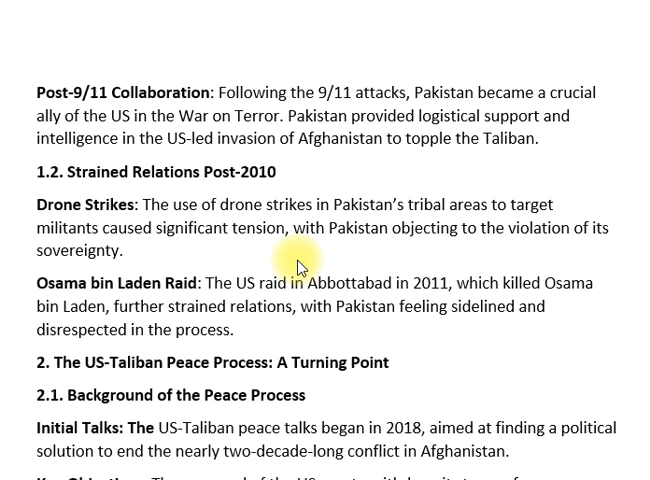 Post-9/11 Collaboration: Following the 9/11 attacks, Pakistan became a crucial
ally of the US in the War on Terror. Pakistan provided logistical support and
intelligence in the US-led invasion of Afghanistan to topple the Taliban.
1.2. Strained Relations Post-2010
Drone Strikes: The use of drone strikes in Pakistan’s tribal areas to target
militants caused significant tension, with Pakistan objecting to the violation of its
sovereignty.
Osama bin Laden Raid: The US raid in Abbottabad in 2011, which killed Osama
bin Laden, further strained relations, with Pakistan feeling sidelined and
disrespected in the process.
2. The US-Taliban Peace Process: A Turning Point
2.1. Background of the Peace Process
Initial Talks: The US-Taliban peace talks began in 2018, aimed at finding a political
solution to end the nearly two-decade-long conflict in Afghanistan.